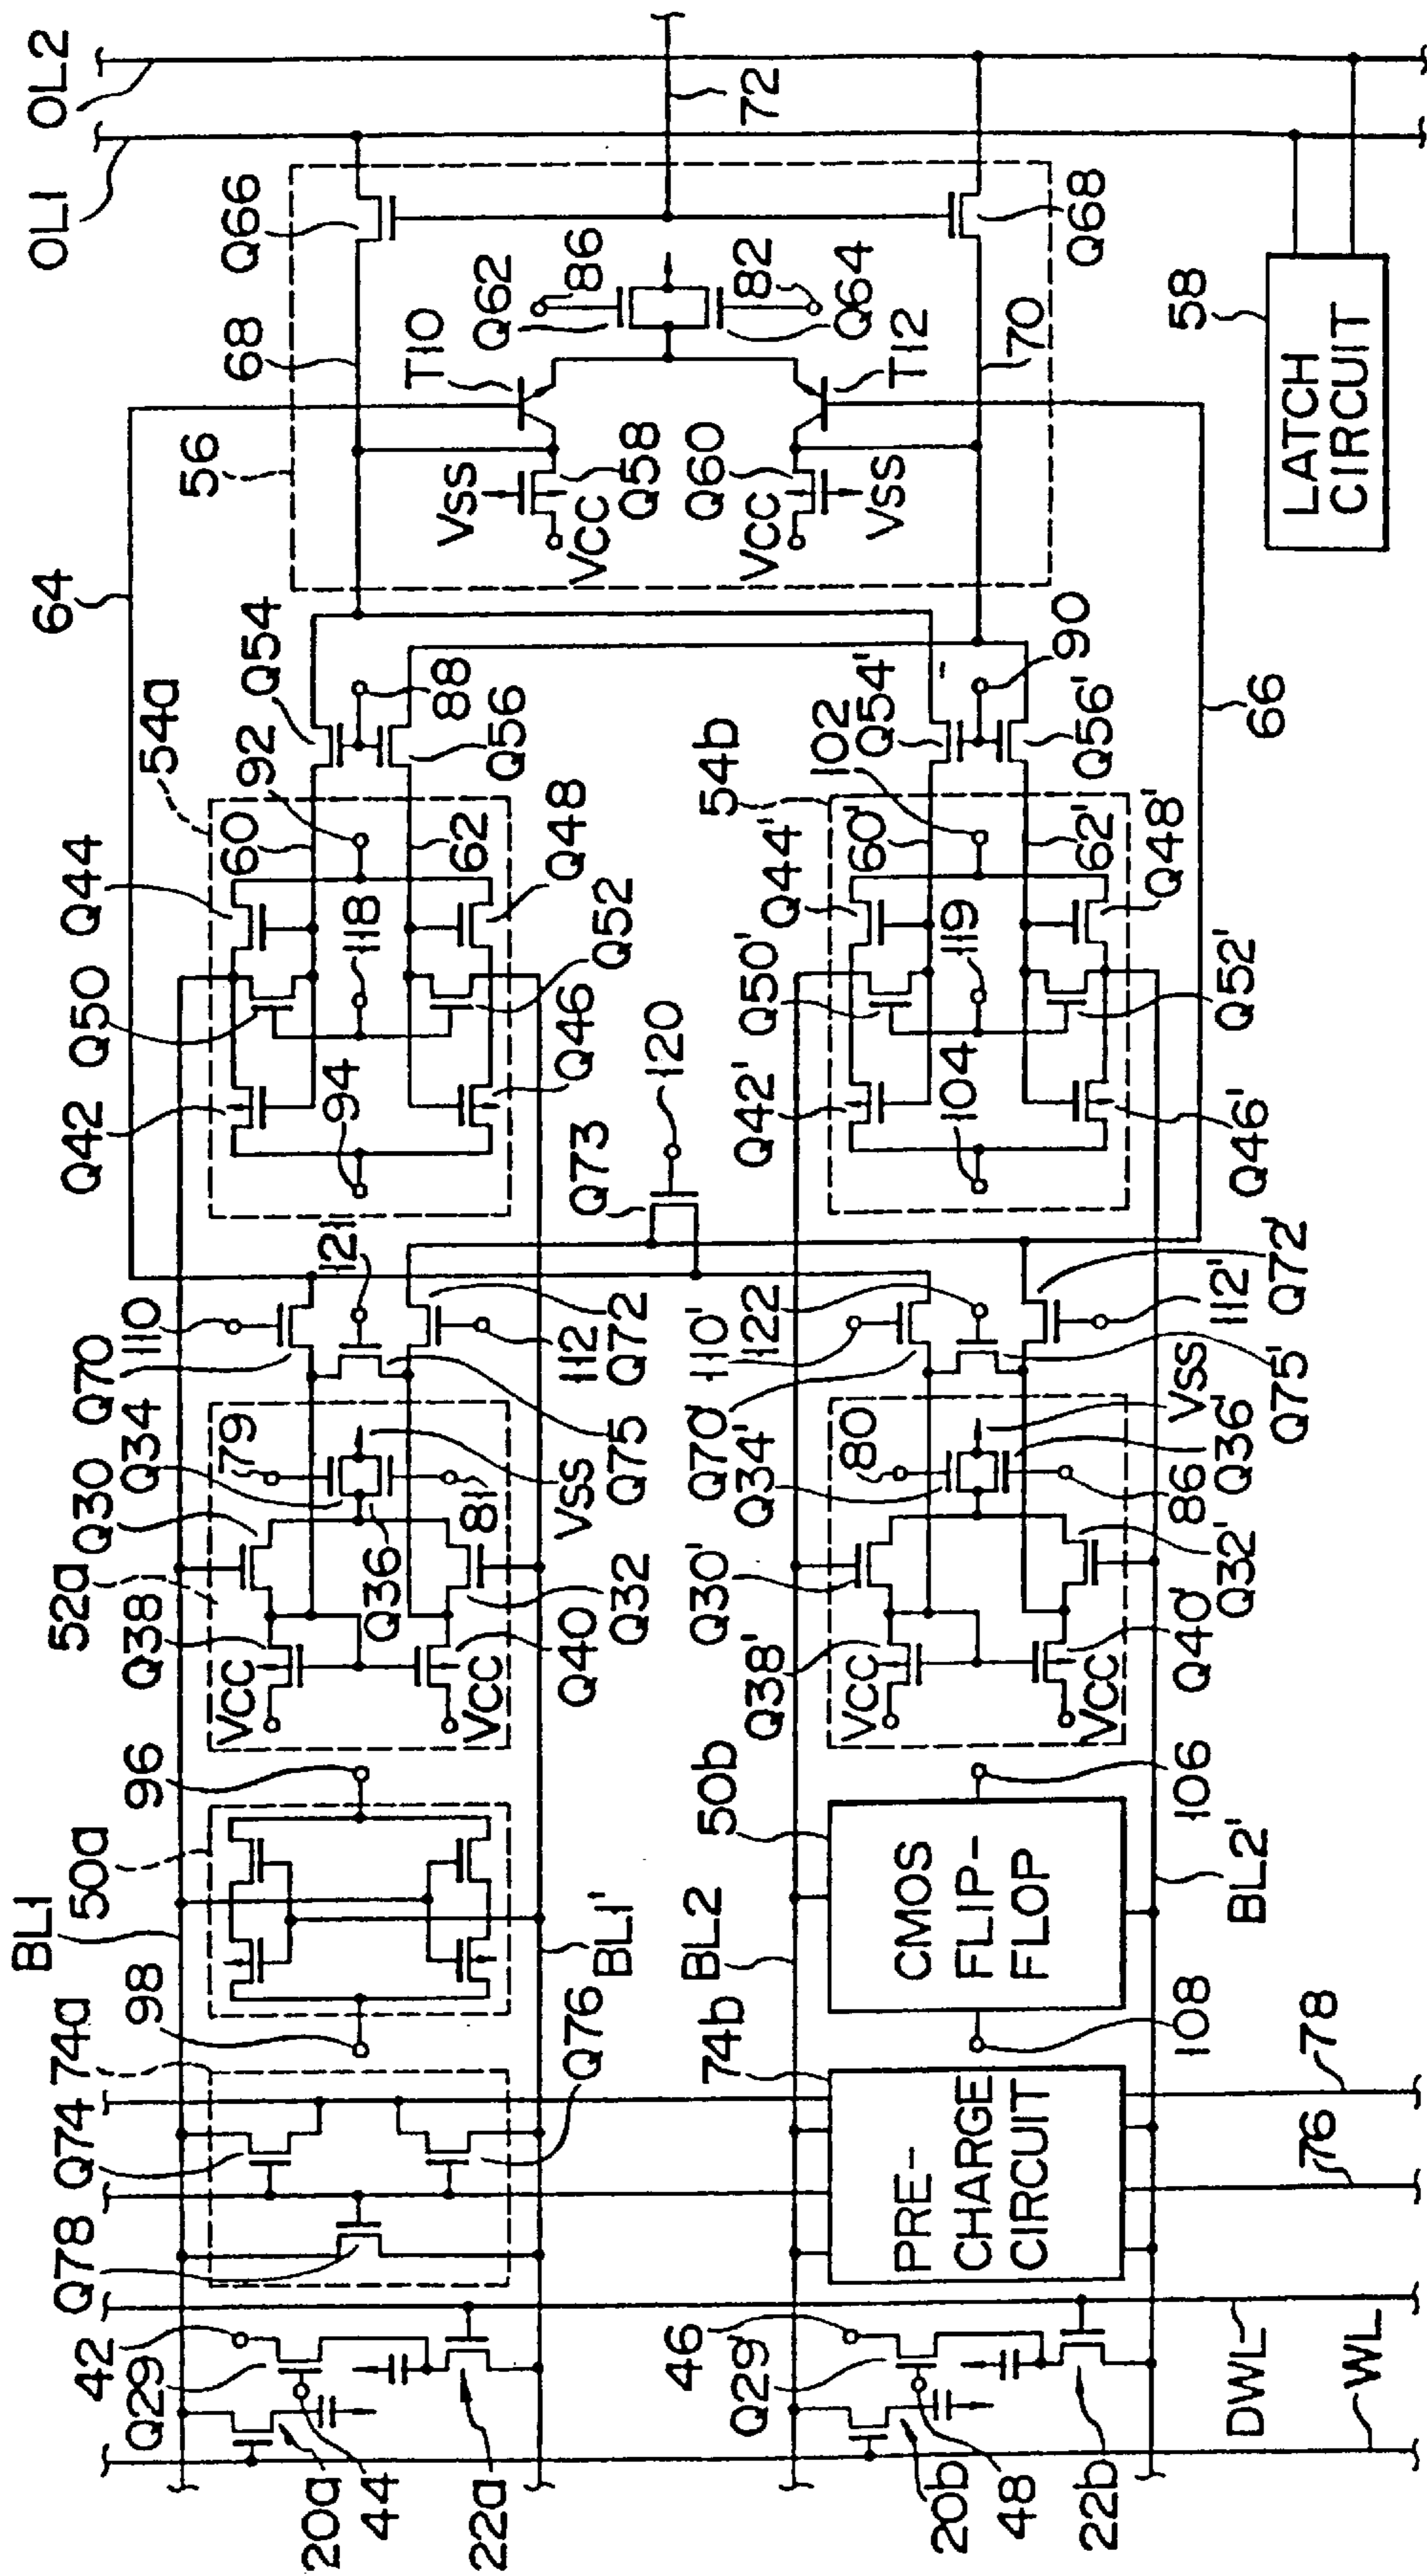 OL1
OL2
64
56
68
Q66
T10
Q62
86
72
VSS
Q58
VCC
Q60
VCC
VSS
82
Q64
T12
Q68
70
58
LATCH
CIRCUIT
54a
Q54
92
88
Q56
Q44
60
118
62
Q48
Q50
Q52
Q42
94
Q46
120
Q73
54b
102
Q54'
90
Q56'
66
Q44'
60'
119
62'
Q48'
Q50'
Q52'
Q42'
104
Q46'
121
110
Q70
112
Q72
Q34
79
Q30
81
VSS
Q75
52a
Q36
Q38
Q32
VCC
Q40
VCC
110'
122
Q72'
112'
Q70'
VSS
Q75'
Q34'
80
Q36'
Q30'
86
Q32'
Q38'
VCC
Q40'
VCC
BL1
50a
96
98
BL1'
BL2
50b
CMOS
FLIP-
FLOP
106
108
BL2'
74a
Q74
Q76
Q78
74b
PRE-
CHARGE
CIRCUIT
78
76
42
Q29
20a
44
22a
46
Q29'
20b
48
22b
DWL
WL